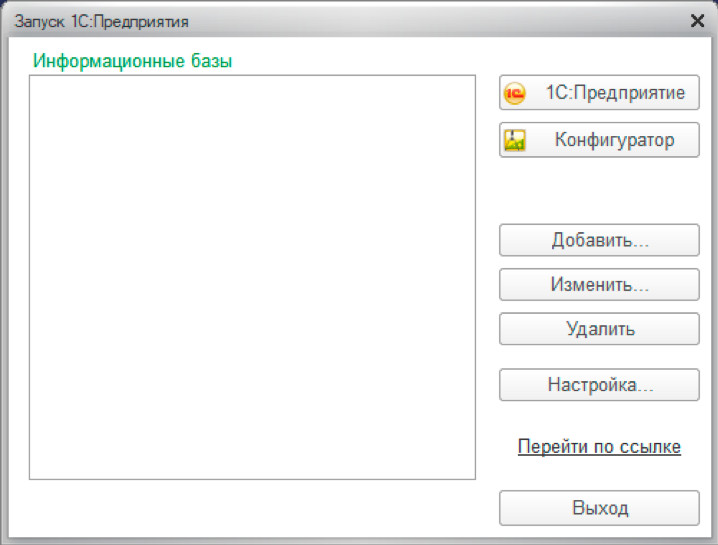 Запуск 1С:Предприятия
Информационные базы
1С:Предприятие
Конфигуратор
Добавить...
Изменить...
Удалить
Настройка...
Перейти по ссылке
Выход